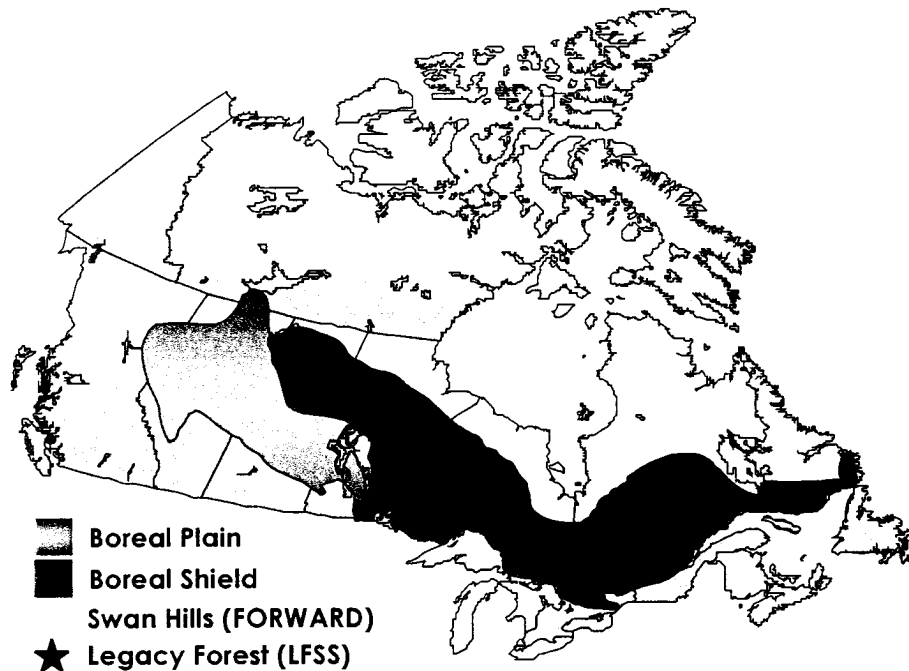 Boreal Plain
Boreal Shield
Swan Hills (FORWARD)
Legacy Forest (LFSS)